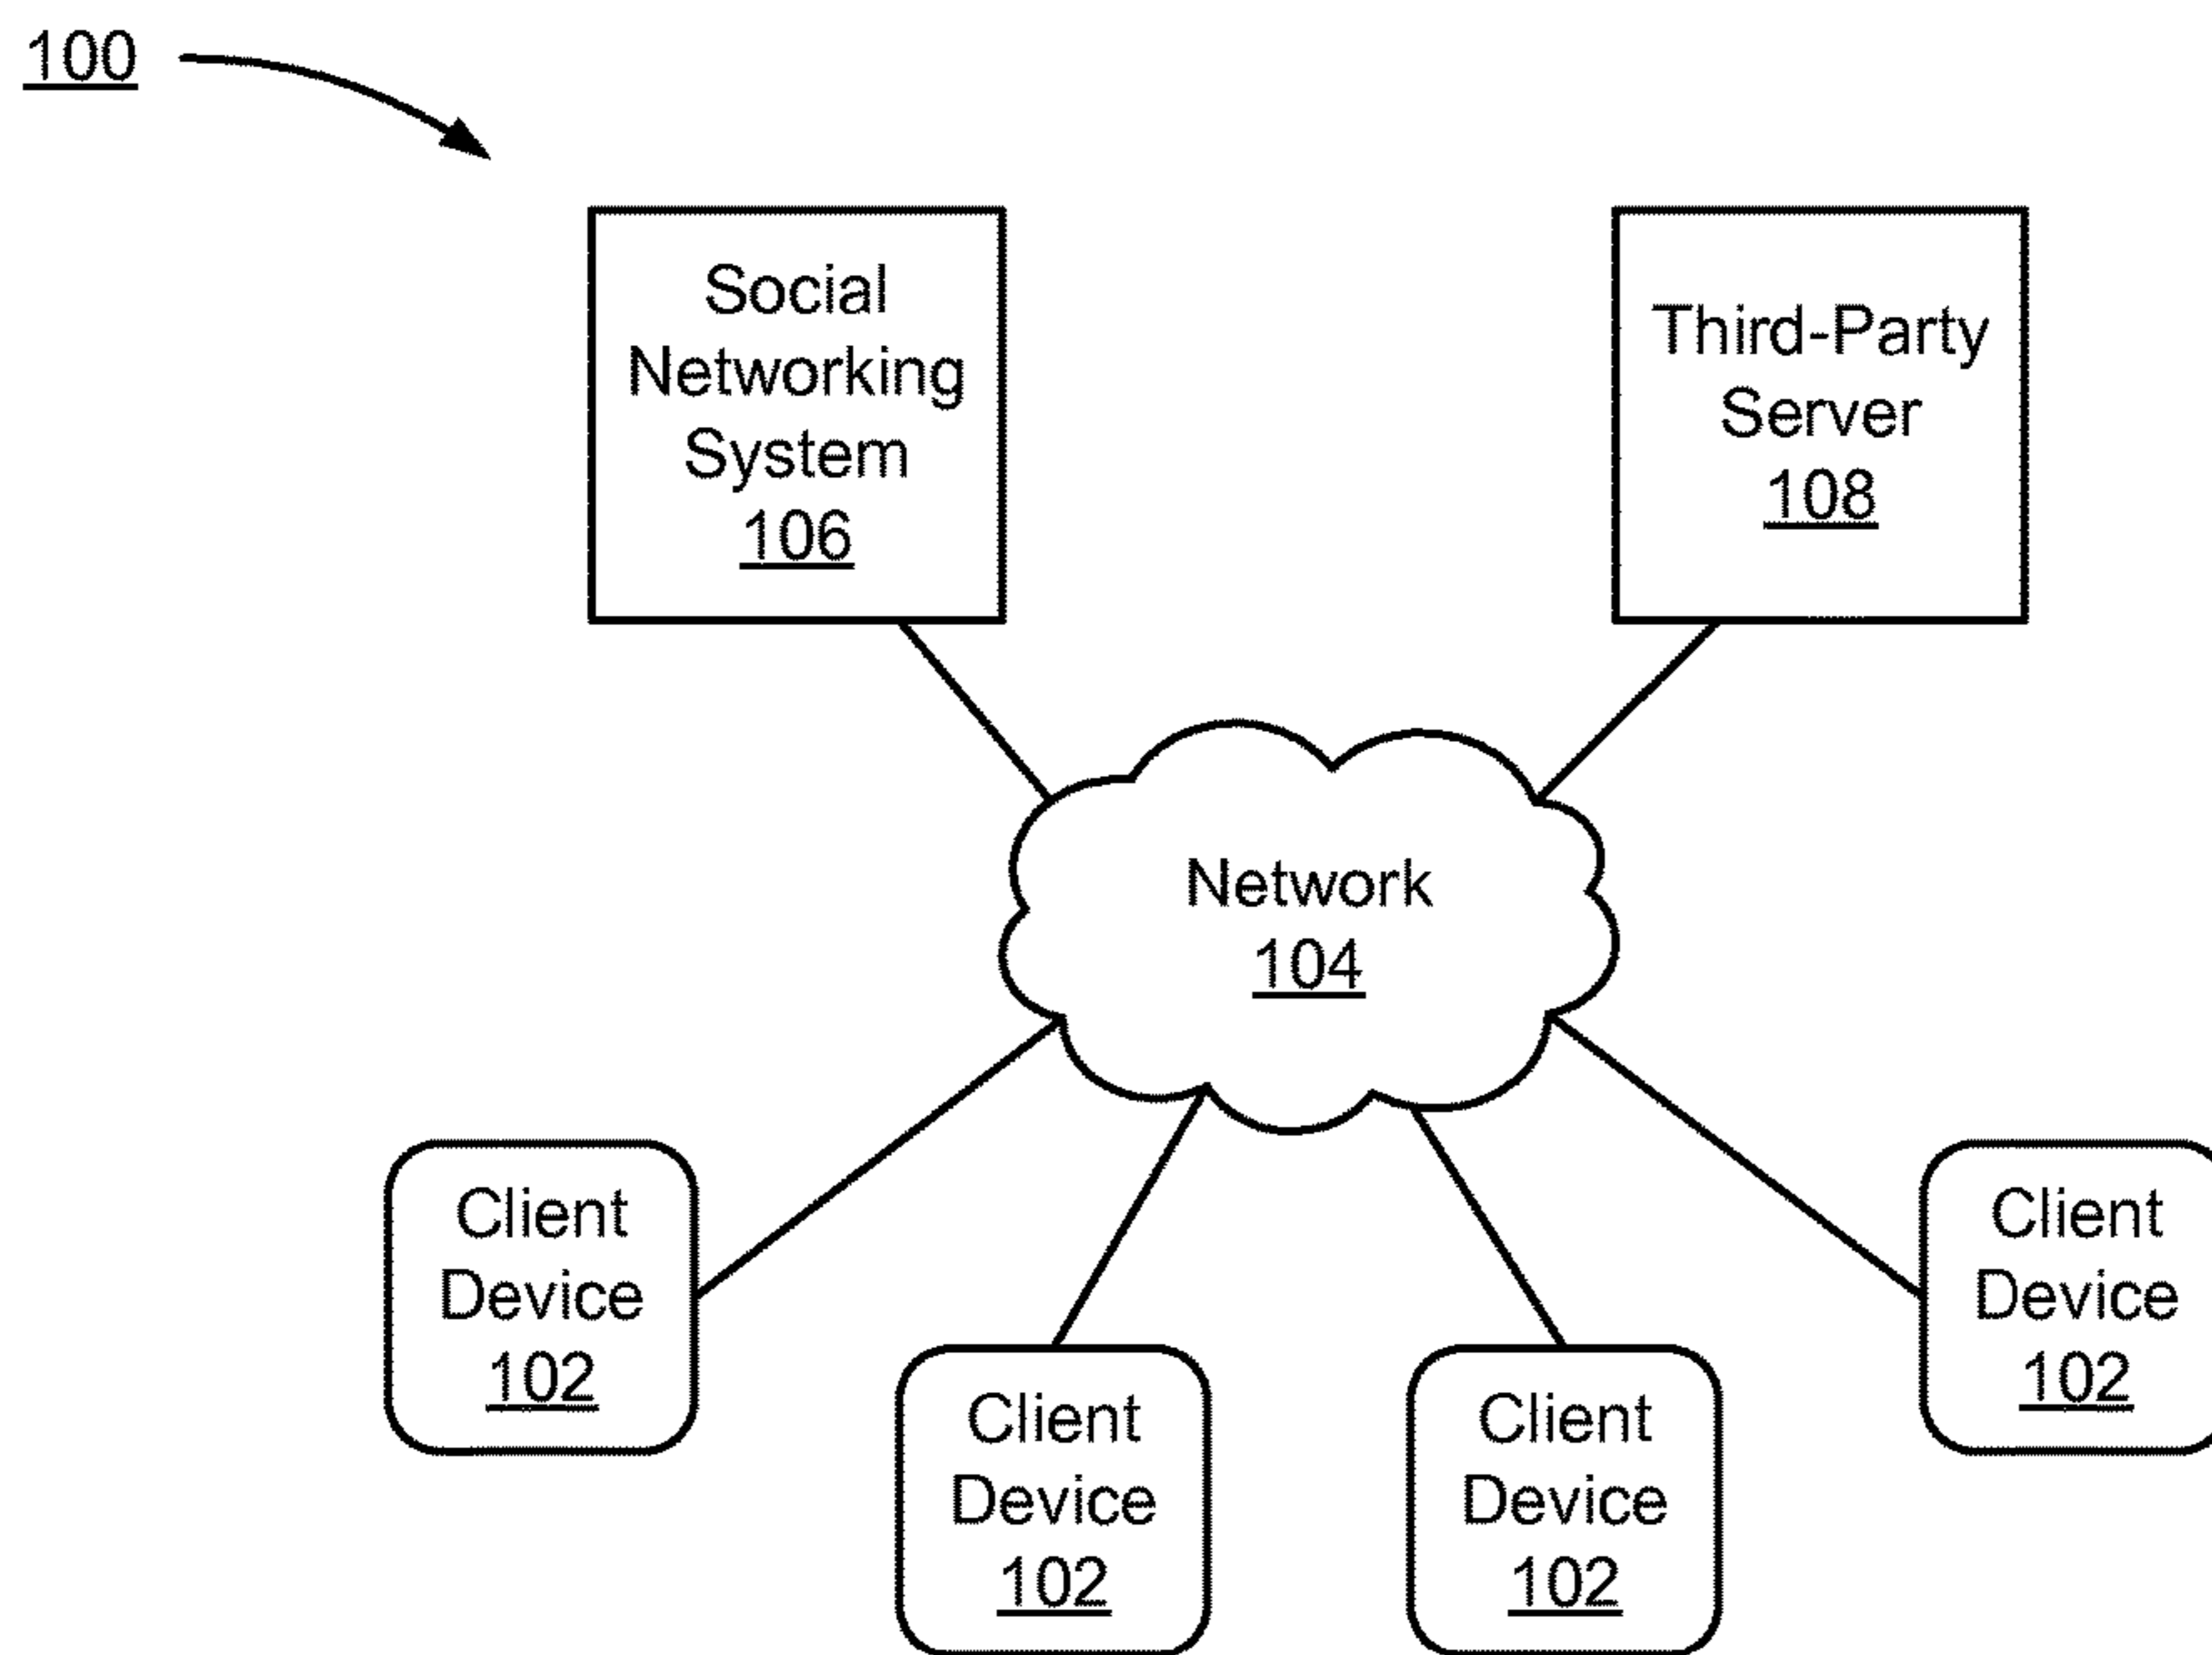 100
Social
Networking
System
106
Third-Party
Server
108
Network
104
Client
Device
102
Client
Device
102
Client
Device
102
Client
Device
102